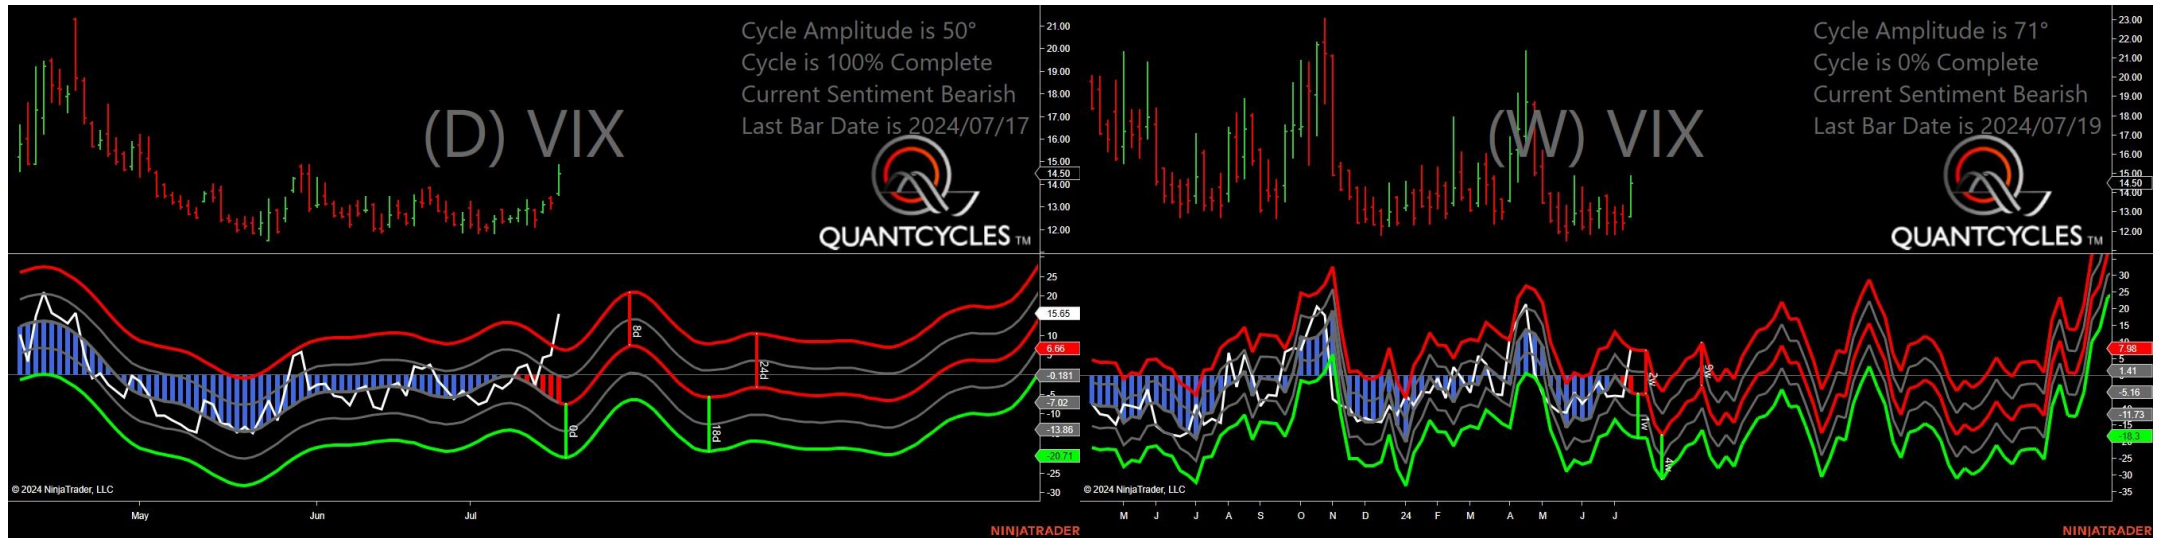 Cycle Amplitude is 50°
Cycle is 100% Complete
Current Sentiment Bearish
Last Bar Date is 2024/07/17
(D) VIX
QUANTCYCLES TM
21.00
20.00
19.00
18.00
17.00
16.00
15.00
14.50
14.00
13.00
12.00
25
20
15.65
10
6.66
5
-0.181
-5
-7.02
-10
-13.86
-20.71
-25
-30
0d
8d
18d
24d
© 2024 NinjaTrader, LLC
May Jun Jul
NINJATRADER
Cycle Amplitude is 71°
Cycle is 0% Complete
Current Sentiment Bearish
Last Bar Date is 2024/07/19
(W) VIX
QUANTCYCLES TM
23.00
22.00
21.00
20.00
19.00
18.00
17.00
16.00
15.00
14.50
14.00
13.00
12.00
30
25
20
15
10
7.98
1.41
-5.16
-11.73
-15
-18.3
-25
-30
-35
2w
1w
4w
9w
© 2024 NinjaTrader, LLC
M J J A S O N D 24 F M A M J J
NINJATRADER